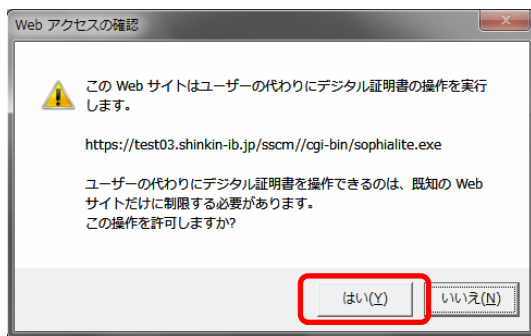 Web アクセスの確認
この Web サイトはユーザーの代わりにデジタル証明書の操作を実行
します。
https://test03.shinkin-ib.jp/sscm//cgi-bin/sophialite.exe
ユーザーの代わりにデジタル証明書を操作できるのは、既知の Web
サイトだけに制限する必要があります。
この操作を許可しますか?
はい(Y) いいえ(N)